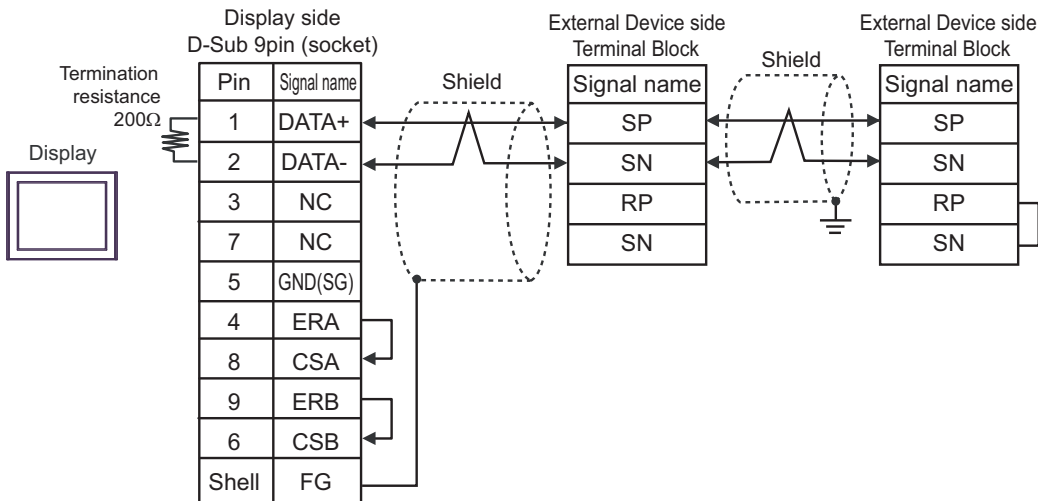 Display side
D-Sub 9pin (socket)
External Device side
Terminal Block
External Device side
Terminal Block
Termination
resistance
200Ω
Display
Pin Signal name
1 DATA+
2 DATA-
3 NC
7 NC
5 GND(SG)
4 ERA
8 CSA
9 ERB
6 CSB
Shell FG
Shield
Signal name
SP
SN
RP
SN
Shield
Signal name
SP
SN
RP
SN